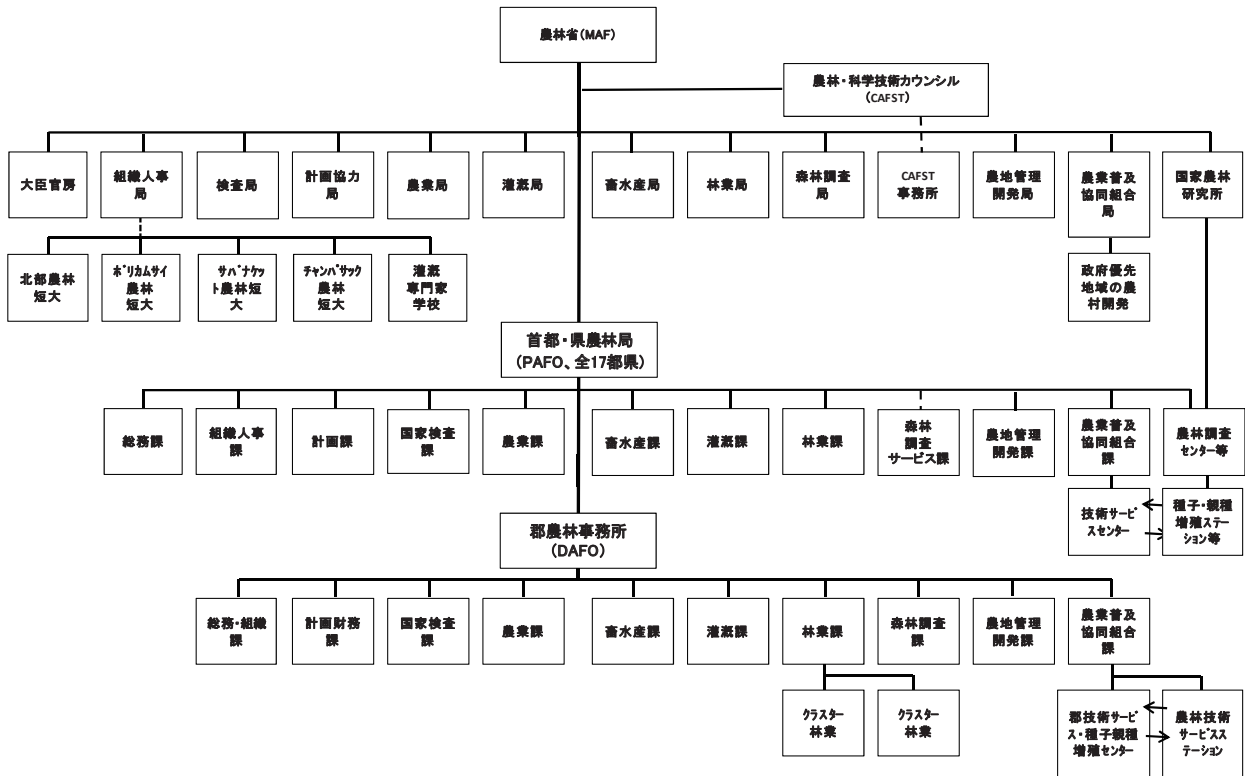 農林省(MAF)
農林・科学技術カウンシル
(CAFST)
大臣官房
組織人事
局
検査局
計画協力
局
農業局
灌漑局
畜水産局
林業局
森林調査
局
CAFST
事務所
農地管理
開発局
農業普及
協同組合
局
国家農林
研究所
北部農林
短大
ﾎﾞﾘｶﾑｻｲ
農林
短大
ｻﾊﾞﾅｹｯ
ﾄ農林短
大
ﾁｬﾝﾊﾟｻｯｸ
農林
短大
灌漑
専門家
学校
政府優先
地域の農
村開発
首都・県農林局
(PAFO、全17都県)
総務課
組織人事
課
計画課
国家検査
課
農業課
畜水産課
灌漑課
林業課
森林
調査
サービス課
農地管理
開発課
農業普及
協同組合
課
農林調査
ｾﾝﾀｰ等
技術ｻｰﾋﾞ
ｽｾﾝﾀｰ
種子・親種
増殖ｽﾃｰ
ｼｮﾝ等
郡農林事務所
(DAFO)
総務・組織
課
計画財務
課
国家検査
課
農業課
畜水産課
灌漑課
林業課
森林調査
課
農地管理
開発課
農業普及
協同組合
課
ｸﾗｽﾀｰ
林業
ｸﾗｽﾀｰ
林業
郡技術ｻｰﾋﾞ
ｽ・種子親種
増殖ｾﾝﾀｰ
農林技術
ｻｰﾋﾞｽｽ
ﾃｰｼｮﾝ